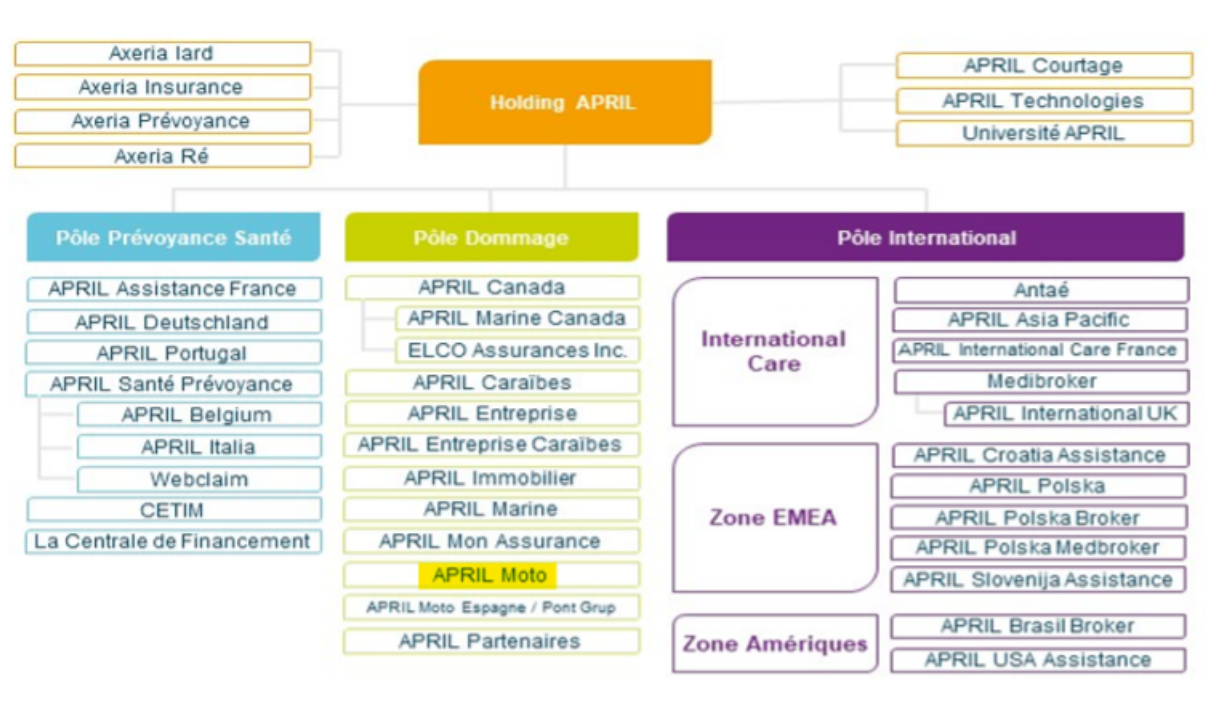 Axeria Iard
Axeria Insurance
Axeria Prévoyance
Axeria Ré
Holding APRIL
APRIL Courtage
APRIL Technologies
Université APRIL
Pôle Prévoyance Santé
APRIL Assistance France
APRIL Deutschland
APRIL Portugal
APRIL Santé Prévoyance
APRIL Belgium
APRIL Italia
Webclaim
CETIM
La Centrale de Financement
Pôle Dommage
APRIL Canada
APRIL Marine Canada
ELCO Assurances Inc.
APRIL Caraïbes
APRIL Entreprise
APRIL Entreprise Caraïbes
APRIL Immobilier
APRIL Marine
APRIL Mon Assurance
APRIL Moto
APRIL Moto Espagne / Pont Grup
APRIL Partenaires
Pôle International
International
Care
Antaé
APRIL Asia Pacific
APRIL International Care France
Medibroker
APRIL International UK
Zone EMEA
APRIL Croatia Assistance
APRIL Polska
APRIL Polska Broker
APRIL Polska Medbroker
APRIL Slovenija Assistance
Zone Amériques
APRIL Brasil Broker
APRIL USA Assistance